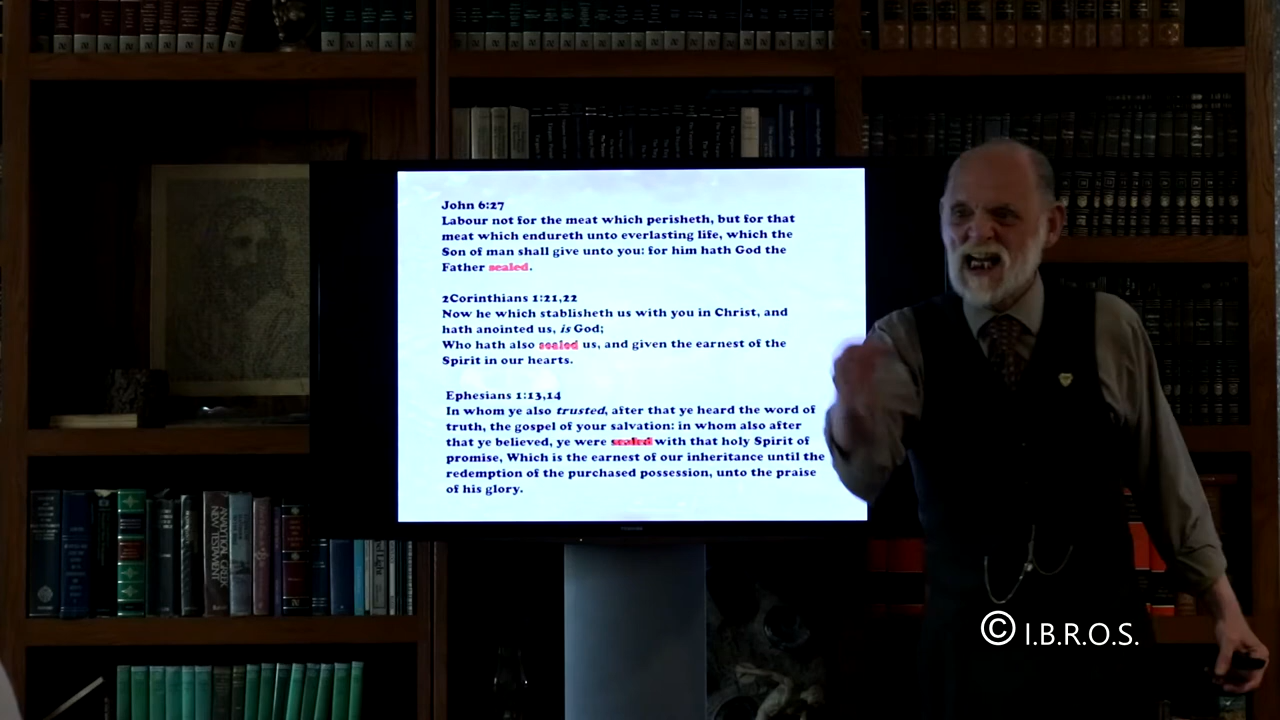 John 6:27
Labour not for the meat which perisheth, but for that
meat which endureth unto everlasting life, which the
Son of man shall give unto you: for him hath God the
Father sealed.
2Corinthians 1:21,22
Now he which stablisheth us with you in Christ, and
hath anointed us, is God;
Who hath also sealed us, and given the earnest of the
Spirit in our hearts.
Ephesians 1:13,14
In whom ye also trusted, after that ye heard the word of
truth, the gospel of your salvation: in whom also after
that ye believed, ye were sealed with that holy Spirit of
promise, Which is the earnest of our inheritance until the
redemption of the purchased possession, unto the praise
of his glory.
ANALYTICAL GREEK
NEW TESTAMENT
© I.B.R.O.S.